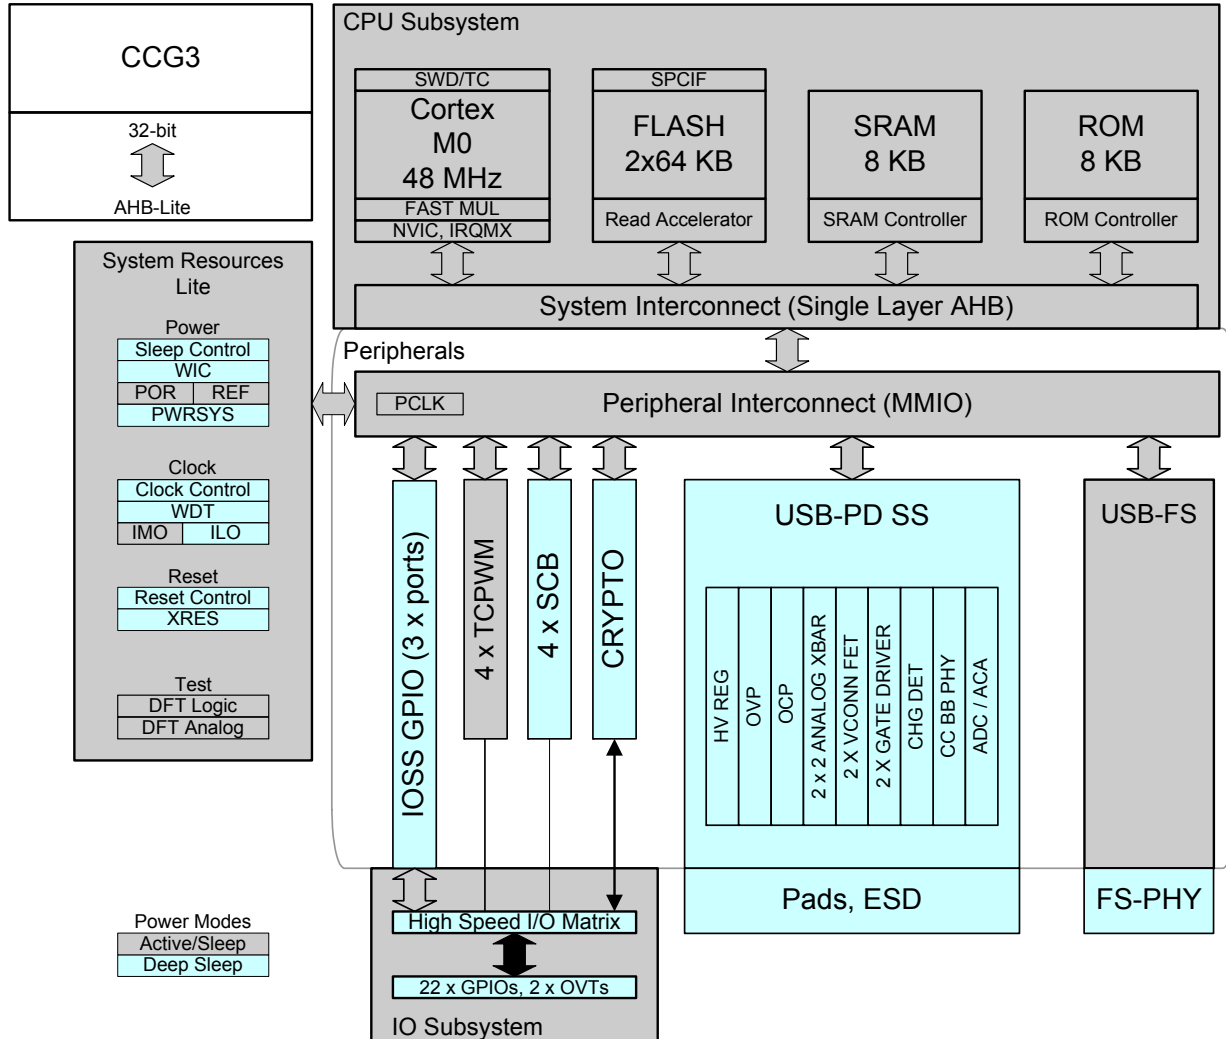 CCG3
32-bit
AHB-Lite
CPU Subsystem
SWD/TC
Cortex
M0
48 MHz
FAST MUL
NVIC, IRQMX
SPCIF
FLASH
2x64 KB
Read Accelerator
SRAM
8 KB
SRAM Controller
ROM
8 KB
ROM Controller
System Interconnect (Single Layer AHB)
System Resources
Lite
Power
Sleep Control
WIC
POR
REF
PWRSYS
Clock
Clock Control
WDT
IMO
ILO
Reset
Reset Control
XRES
Test
DFT Logic
DFT Analog
Peripherals
PCLK
Peripheral Interconnect (MMIO)
IOSS GPIO (3 x ports)
4 x TCPWM
4 x SCB
CRYPTO
USB-PD SS
HV REG
OVP
OCP
2 x 2 ANALOG XBAR
2 X VCONN FET
2 X GATE DRIVER
CHG DET
CC BB PHY
ADC / ACA
Pads, ESD
USB-FS
FS-PHY
High Speed I/O Matrix
22 x GPIOs, 2 x OVTs
IO Subsystem
Power Modes
Active/Sleep
Deep Sleep